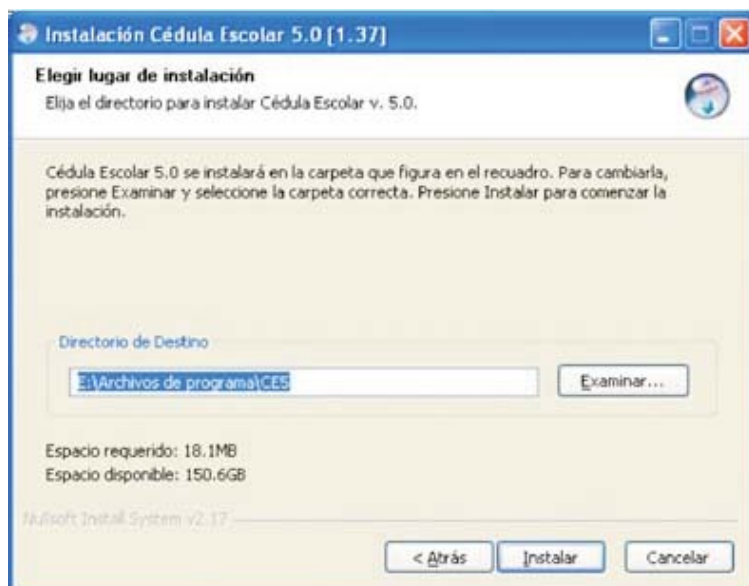 Instalación Cédula Escolar 5.0 [1.37]
Elegir lugar de instalación
Elija el directorio para instalar Cédula Escolar v. 5.0.
Cédula Escolar 5.0 se instalará en la carpeta que figura en el recuadro. Para cambiarla,
presione Examinar y seleccione la carpeta correcta. Presione Instalar para comenzar la
instalación.
Directorio de Destino
E:\Archivos de programa\CE5
Examinar...
Espacio requerido: 18.1MB
Espacio disponible: 150.6GB
Nullsoft Install System v2.17
< Atrás Instalar Cancelar